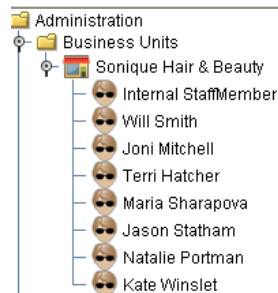 Administration
Business Units
Sonique Hair & Beauty
Internal StaffMember
Will Smith
Joni Mitchell
Terri Hatcher
Maria Sharapova
Jason Statham
Natalie Portman
Kate Winslet